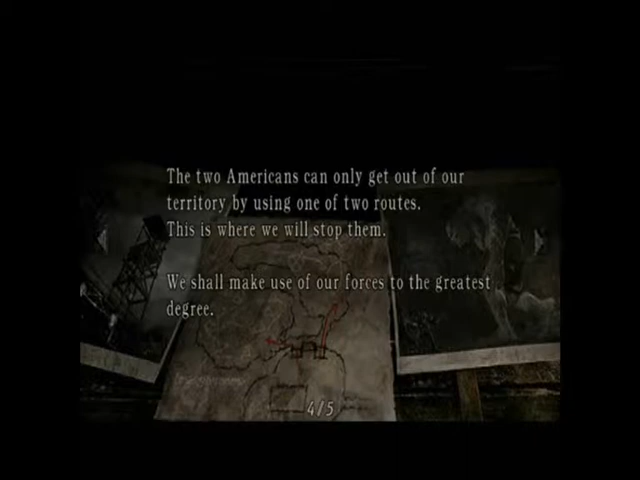 The two Americans can only get out of our
territory by using one of two routes.
This is where we will stop them.
We shall make use of our forces to the greatest
degree.
4/5